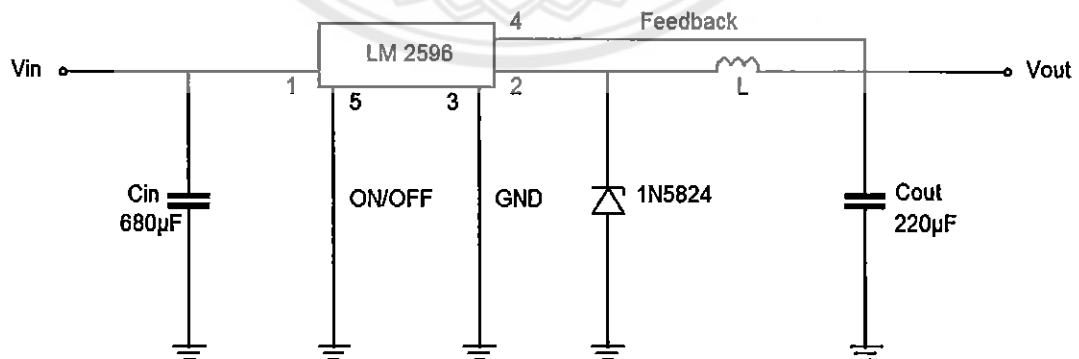 4
Feedback
LM 2596
Vin
1
2
Vout
5
3
L
Cin
680µF
ON/OFF
GND
1N5824
Cout
220µF